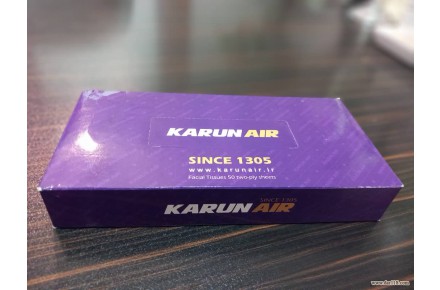 KARUN AIR
SINCE 1305
www.karunair.ir
Facial Tissues 50 two-ply sheets
SINCE 1305
KARUN AIR